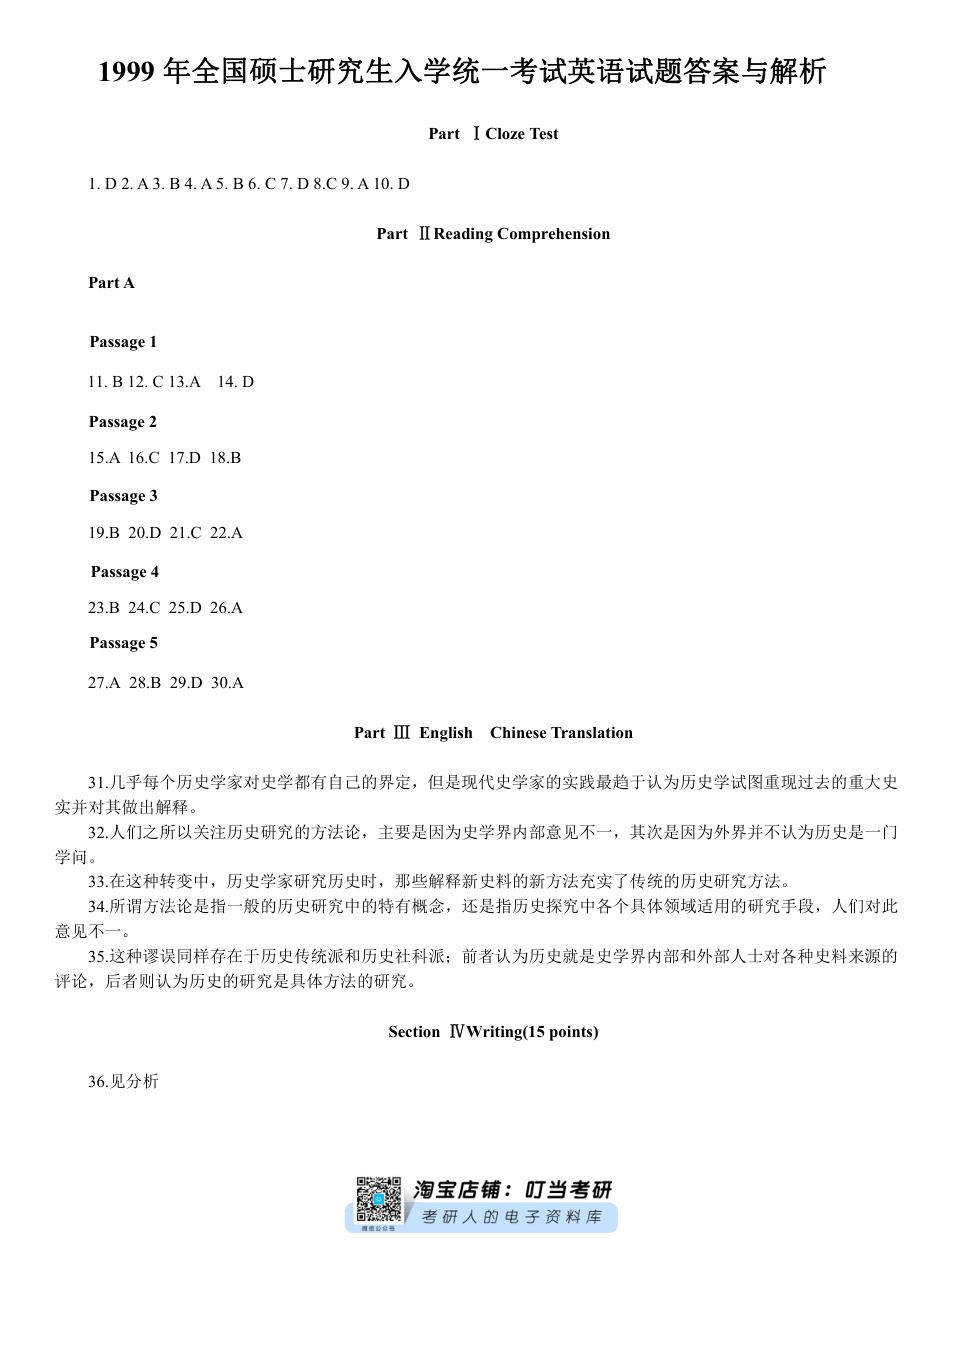 1999 年全国硕士研究生入学统一考试英语试题答案与解析
Part Ⅰ Cloze Test
1. D 2. A 3. B 4. A 5. B 6. C 7. D 8.C 9. A 10. D
Part Ⅱ Reading Comprehension
Part A
Passage 1
11. B 12. C 13.A 14. D
Passage 2
15.A 16.C 17.D 18.B
Passage 3
19.B 20.D 21.C 22.A
Passage 4
23.B 24.C 25.D 26.A
Passage 5
27.A 28.B 29.D 30.A
Part Ⅲ English Chinese Translation
31.几乎每个历史学家对史学都有自己的界定，但是现代史学家的实践最趋于认为历史学试图重现过去的重大史
实并对其做出解释。
32.人们之所以关注历史研究的方法论，主要是因为史学界内部意见不一，其次是因为外界并不认为历史是一门
学问。
33.在这种转变中，历史学家研究历史时，那些解释新史料的新方法充实了传统的历史研究方法。
34.所谓方法论是指一般的历史研究中的特有概念，还是指历史探究中各个具体领域适用的研究手段，人们对此
意见不一。
35.这种谬误同样存在于历史传统派和历史社科派；前者认为历史就是史学界内部和外部人士对各种史料来源的
评论，后者则认为历史的研究是具体方法的研究。
Section Ⅳ Writing(15 points)
36.见分析
淘宝店铺：叮当考研
考研人的电子资料库
微信公众号